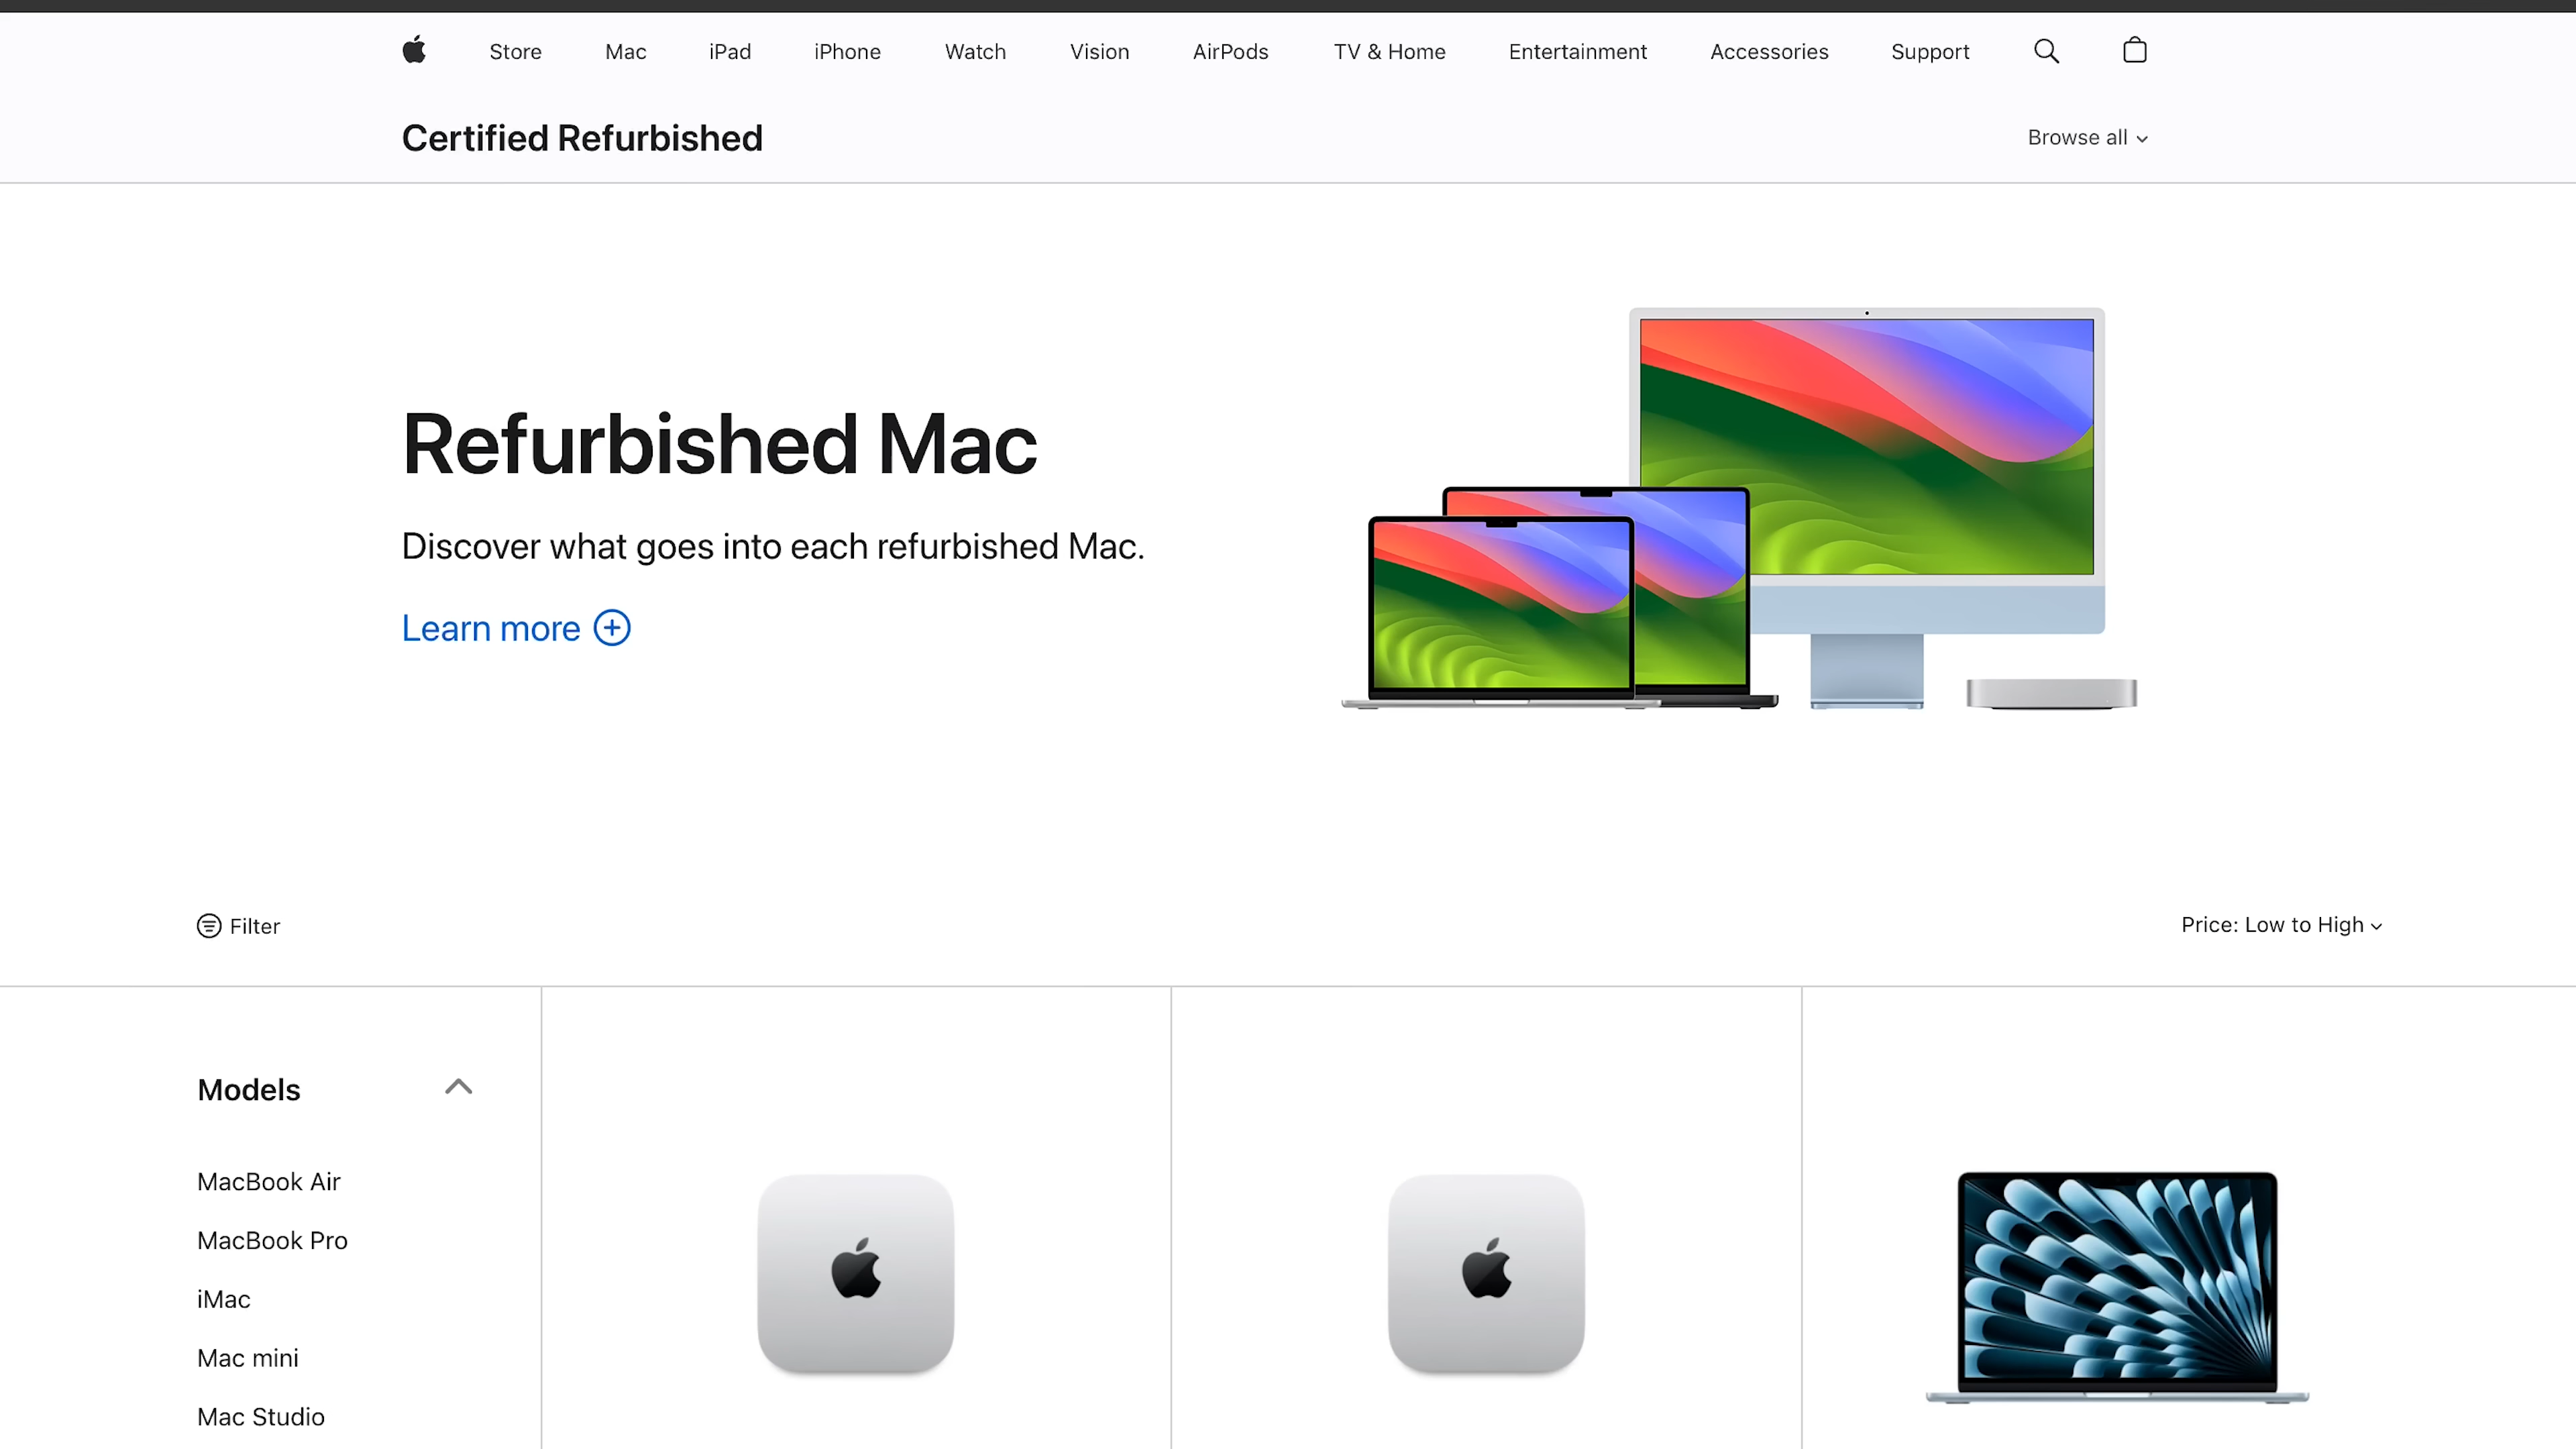 Store Mac iPad iPhone Watch Vision AirPods TV & Home Entertainment Accessories Support
Certified Refurbished
Browse all
Refurbished Mac
Discover what goes into each refurbished Mac.
Learn more
Filter
Price: Low to High
Models
MacBook Air
MacBook Pro
iMac
Mac mini
Mac Studio